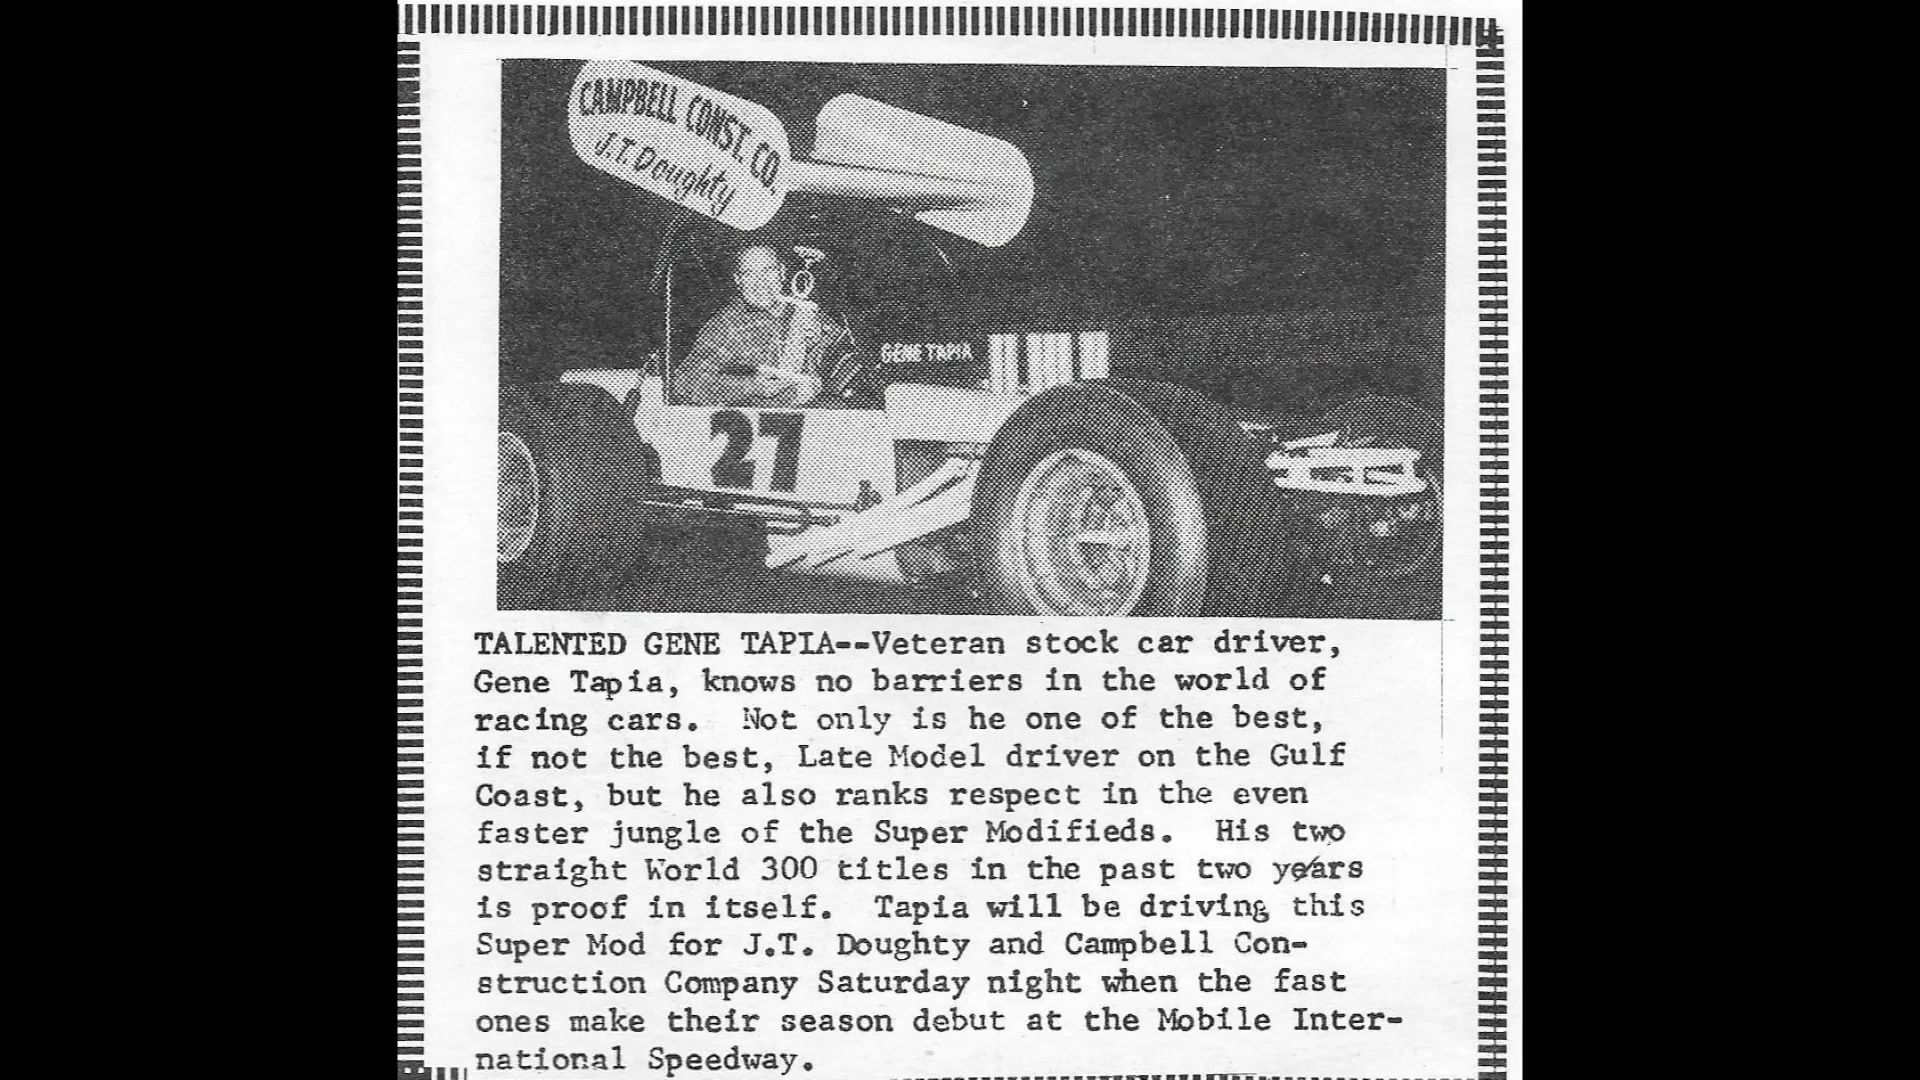 CAMPBELL CONST. CO.
J.T. Doughty
GENE TAPIA
27
TALENTED GENE TAPIA--Veteran stock car driver,
Gene Tapia, knows no barriers in the world of
racing cars. Not only is he one of the best,
if not the best, Late Model driver on the Gulf
Coast, but he also ranks respect in the even
faster jungle of the Super Modifieds. His two
straight World 300 titles in the past two years
is proof in itself. Tapia will be driving this
Super Mod for J.T. Doughty and Campbell Con-
struction Company Saturday night when the fast
ones make their season debut at the Mobile Inter-
national Speedway.